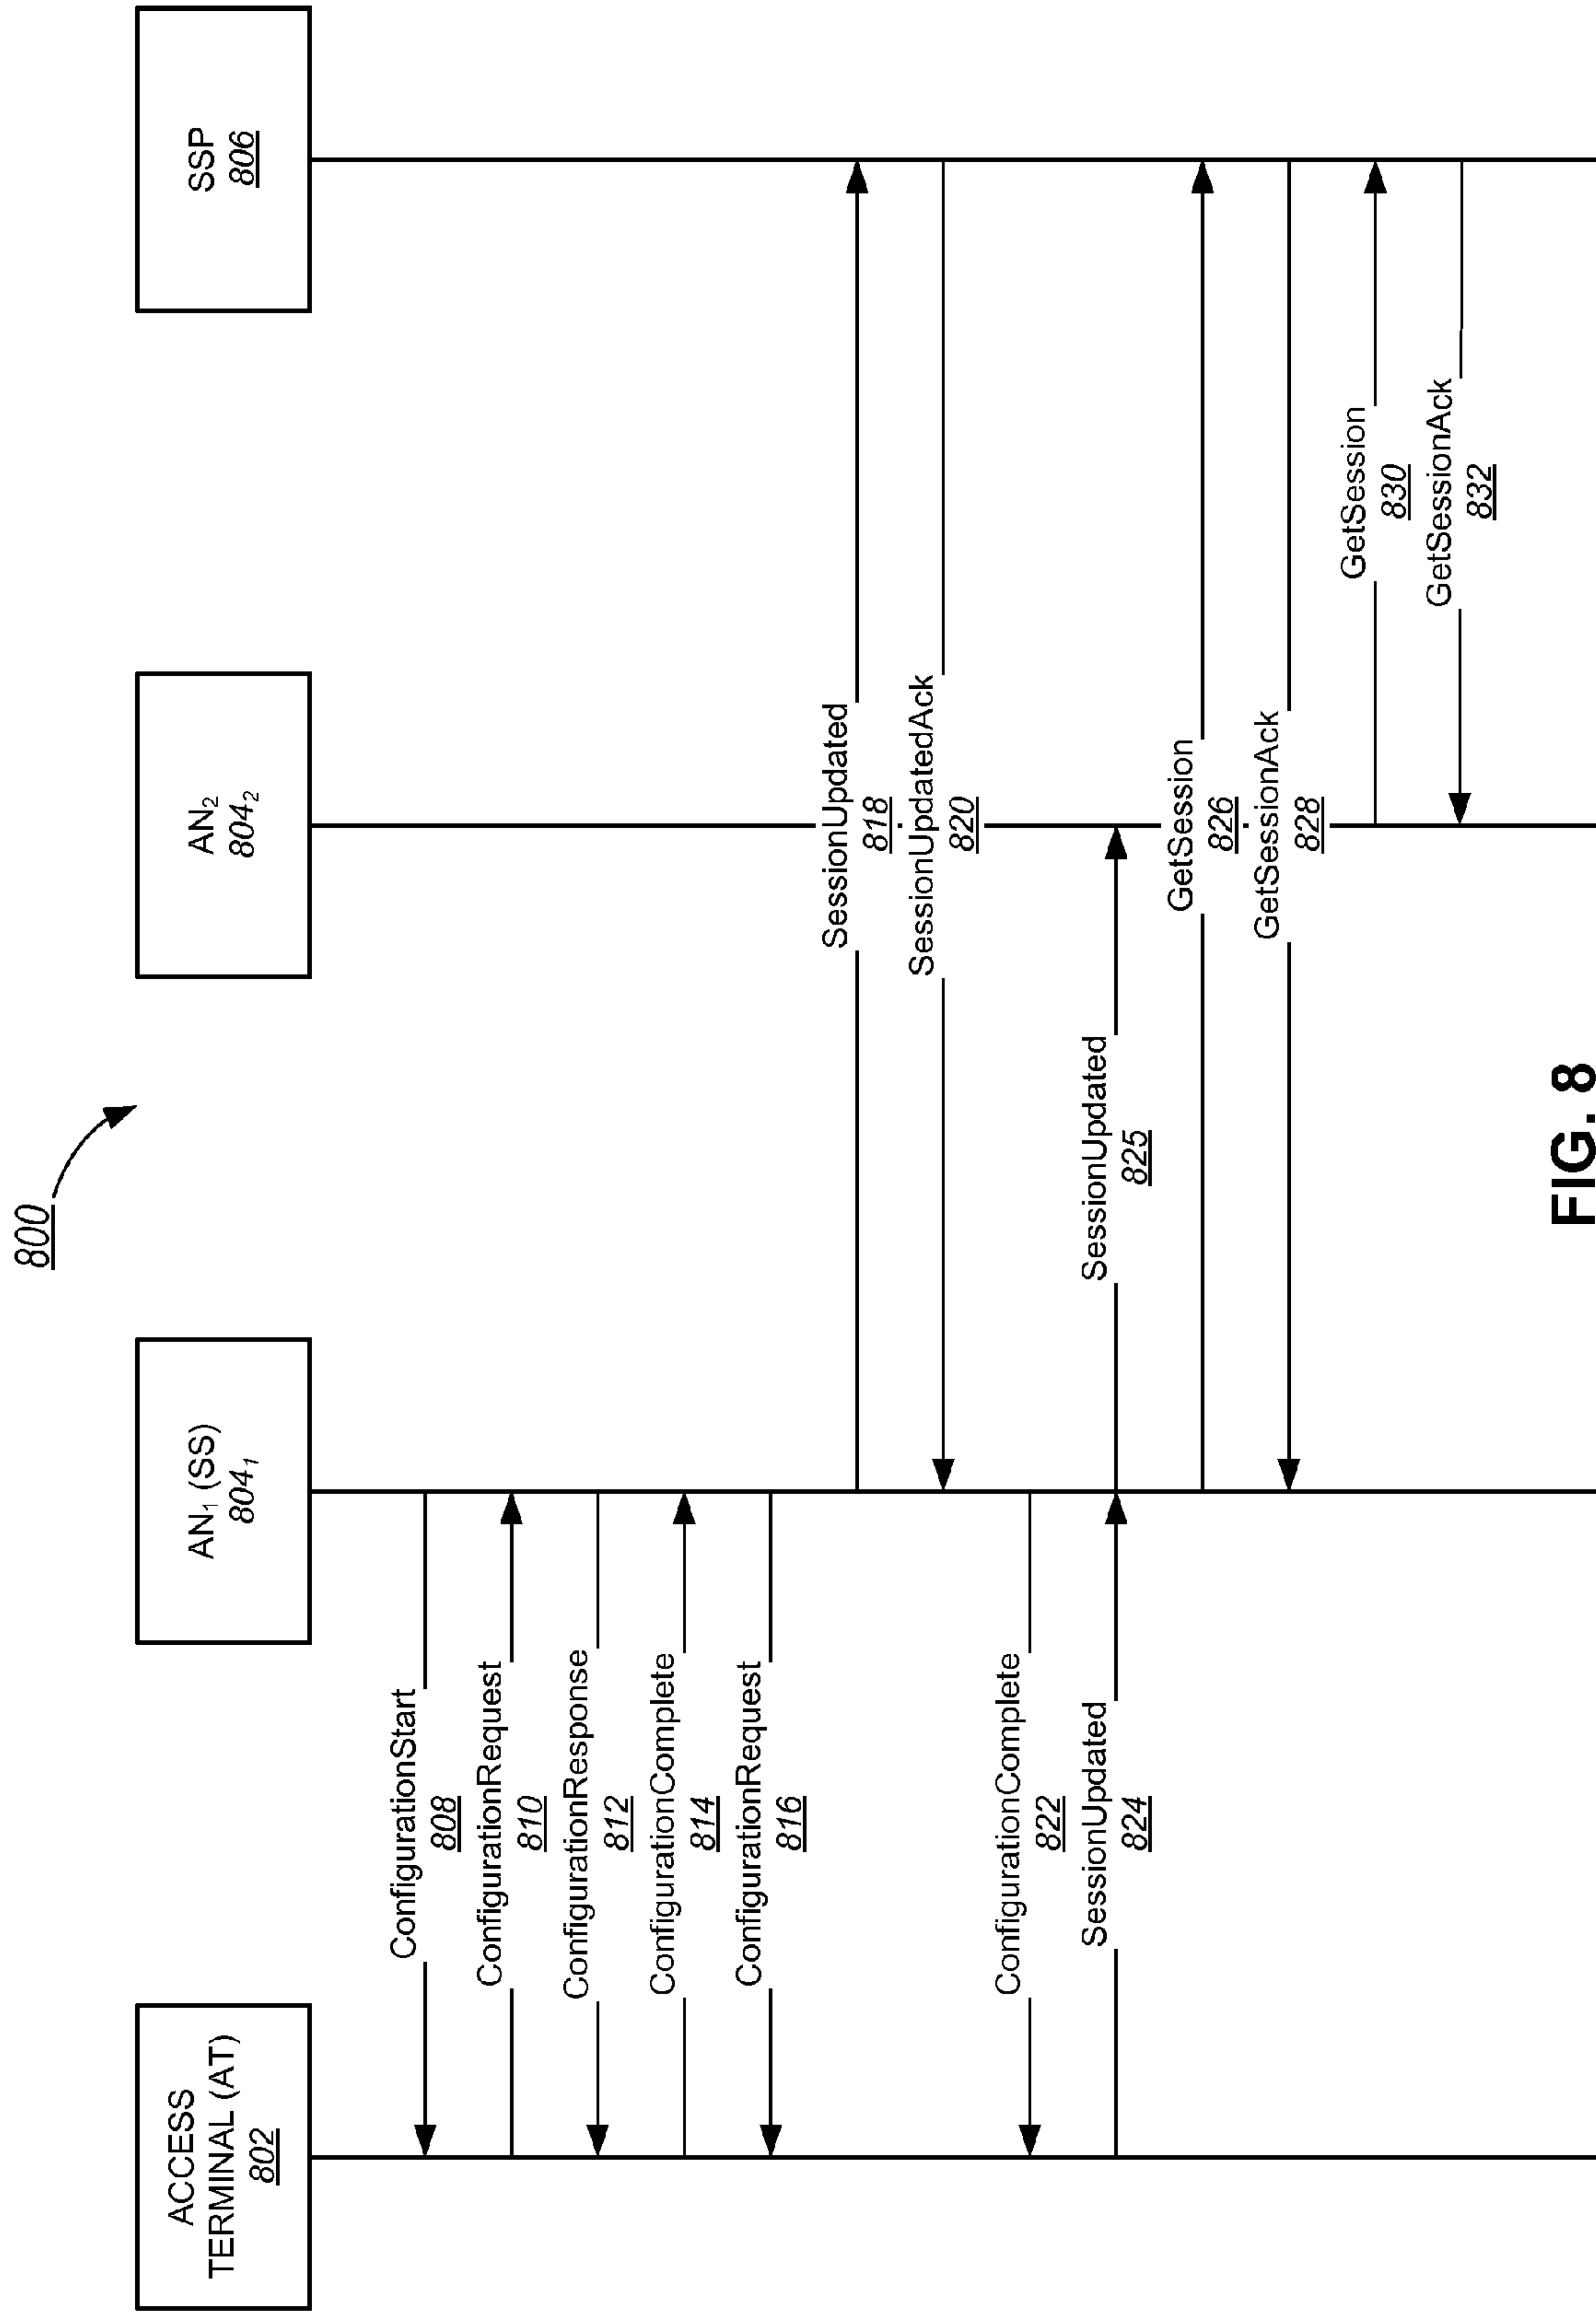 800
ACCESS
TERMINAL (AT)
802
AN₁ (SS)
804₁
AN₂
804₂
SSP
806
ConfigurationStart
808
ConfigurationRequest
810
ConfigurationResponse
812
ConfigurationComplete
814
ConfigurationRequest
816
SessionUpdated
818
SessionUpdatedAck
820
ConfigurationComplete
822
SessionUpdated
824
SessionUpdated
825
GetSession
826
GetSessionAck
828
GetSession
830
GetSessionAck
832
FIG. 8